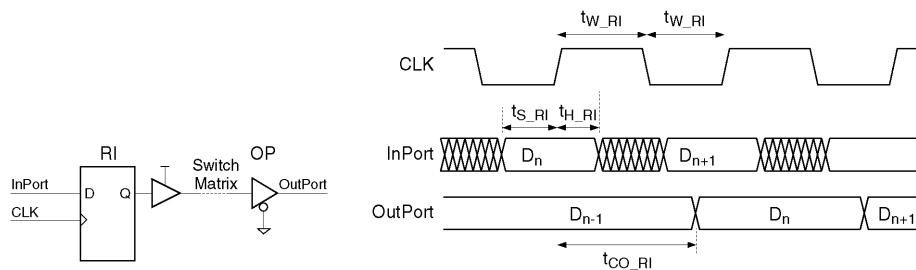 RI
OP
Switch
Matrix
InPort
D
Q
OutPort
CLK
t_W_RI
t_W_RI
CLK
t_S_RI
t_H_RI
InPort
D_n
D_n+1
OutPort
D_n-1
D_n
D_n+1
t_CO_RI